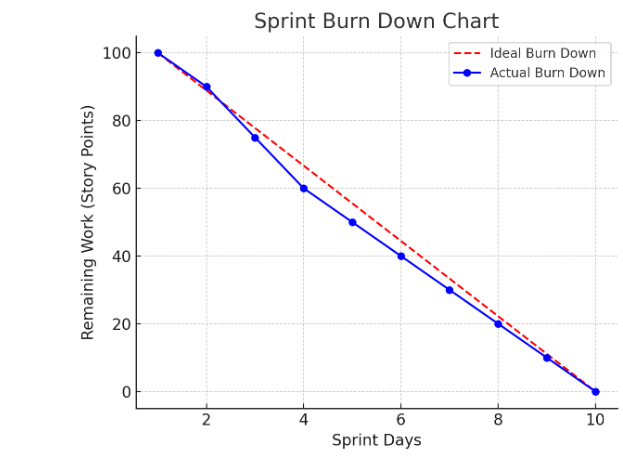 Sprint Burn Down Chart
Ideal Burn Down
Actual Burn Down
Remaining Work (Story Points)
100
80
60
40
20
0
2 4 6 8 10
Sprint Days